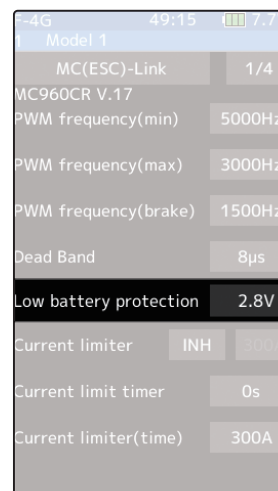 F-4G 49:15 7.7
1 Model 1
MC(ESC)-Link 1/4
MC960CR V.17
PWM frequency(min) 5000Hz
PWM frequency(max) 3000Hz
PWM frequency(brake) 1500Hz
Dead Band 8µs
Low battery protection 2.8V
Current limiter INH 300A
Current limit timer 0s
Current limiter(time) 300A